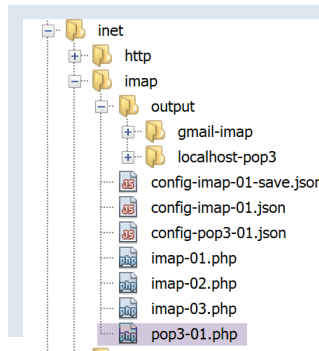 inet
http
imap
output
gmail-imap
localhost-pop3
config-imap-01-save.json
config-imap-01.json
config-pop3-01.json
imap-01.php
imap-02.php
imap-03.php
pop3-01.php